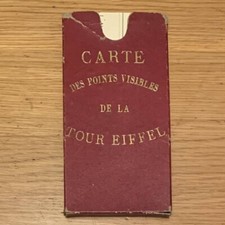 CARTE
DES POINTS VISIBLES
DE LA
TOUR EIFFEL